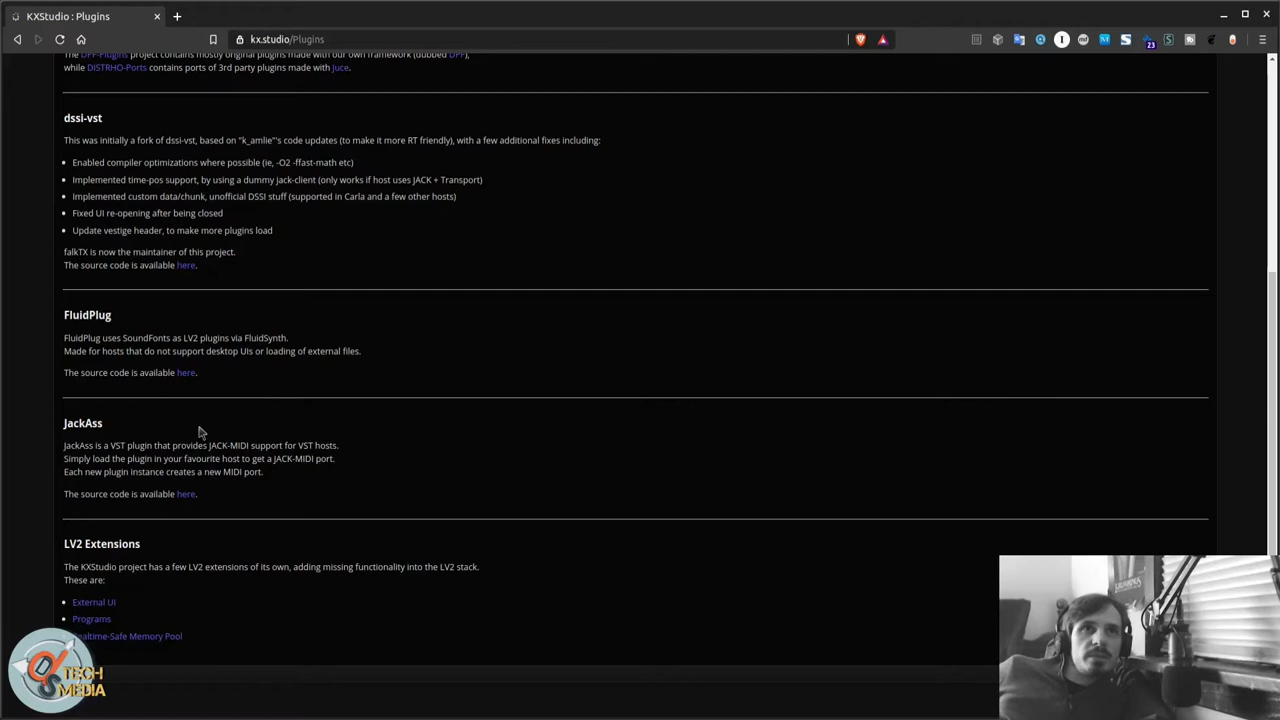 KXStudio : Plugins
kx.studio/Plugins
23
The DPF-Plugins project contains mostly original plugins made with our own framework (dubbed DPF),
while DISTRHO-Ports contains ports of 3rd party plugins made with Juce.
dssi-vst
This was initially a fork of dssi-vst, based on "k_amlie"'s code updates (to make it more RT friendly), with a few additional fixes including:
Enabled compiler optimizations where possible (ie, -O2 -ffast-math etc)
Implemented time-pos support, by using a dummy jack-client (only works if host uses JACK + Transport)
Implemented custom data/chunk, unofficial DSSI stuff (supported in Carla and a few other hosts)
Fixed UI re-opening after being closed
Update vestige header, to make more plugins load
falkTX is now the maintainer of this project.
The source code is available here.
FluidPlug
FluidPlug uses SoundFonts as LV2 plugins via FluidSynth.
Made for hosts that do not support desktop UIs or loading of external files.
The source code is available here.
JackAss
JackAss is a VST plugin that provides JACK-MIDI support for VST hosts.
Simply load the plugin in your favourite host to get a JACK-MIDI port.
Each new plugin instance creates a new MIDI port.
The source code is available here.
LV2 Extensions
The KXStudio project has a few LV2 extensions of its own, adding missing functionality into the LV2 stack.
These are:
External UI
Programs
Realtime-Safe Memory Pool
TECH
MEDIA